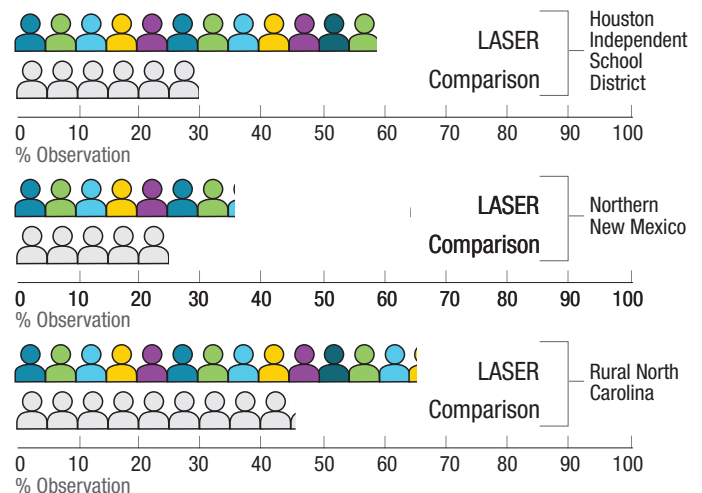 LASER
Comparison
Houston
Independent
School
District
0 10 20 30 40 50 60 70 80 90 100
% Observation
LASER
Comparison
Northern
New Mexico
0 10 20 30 40 50 60 70 80 90 100
% Observation
LASER
Comparison
Rural North
Carolina
0 10 20 30 40 50 60 70 80 90 100
% Observation